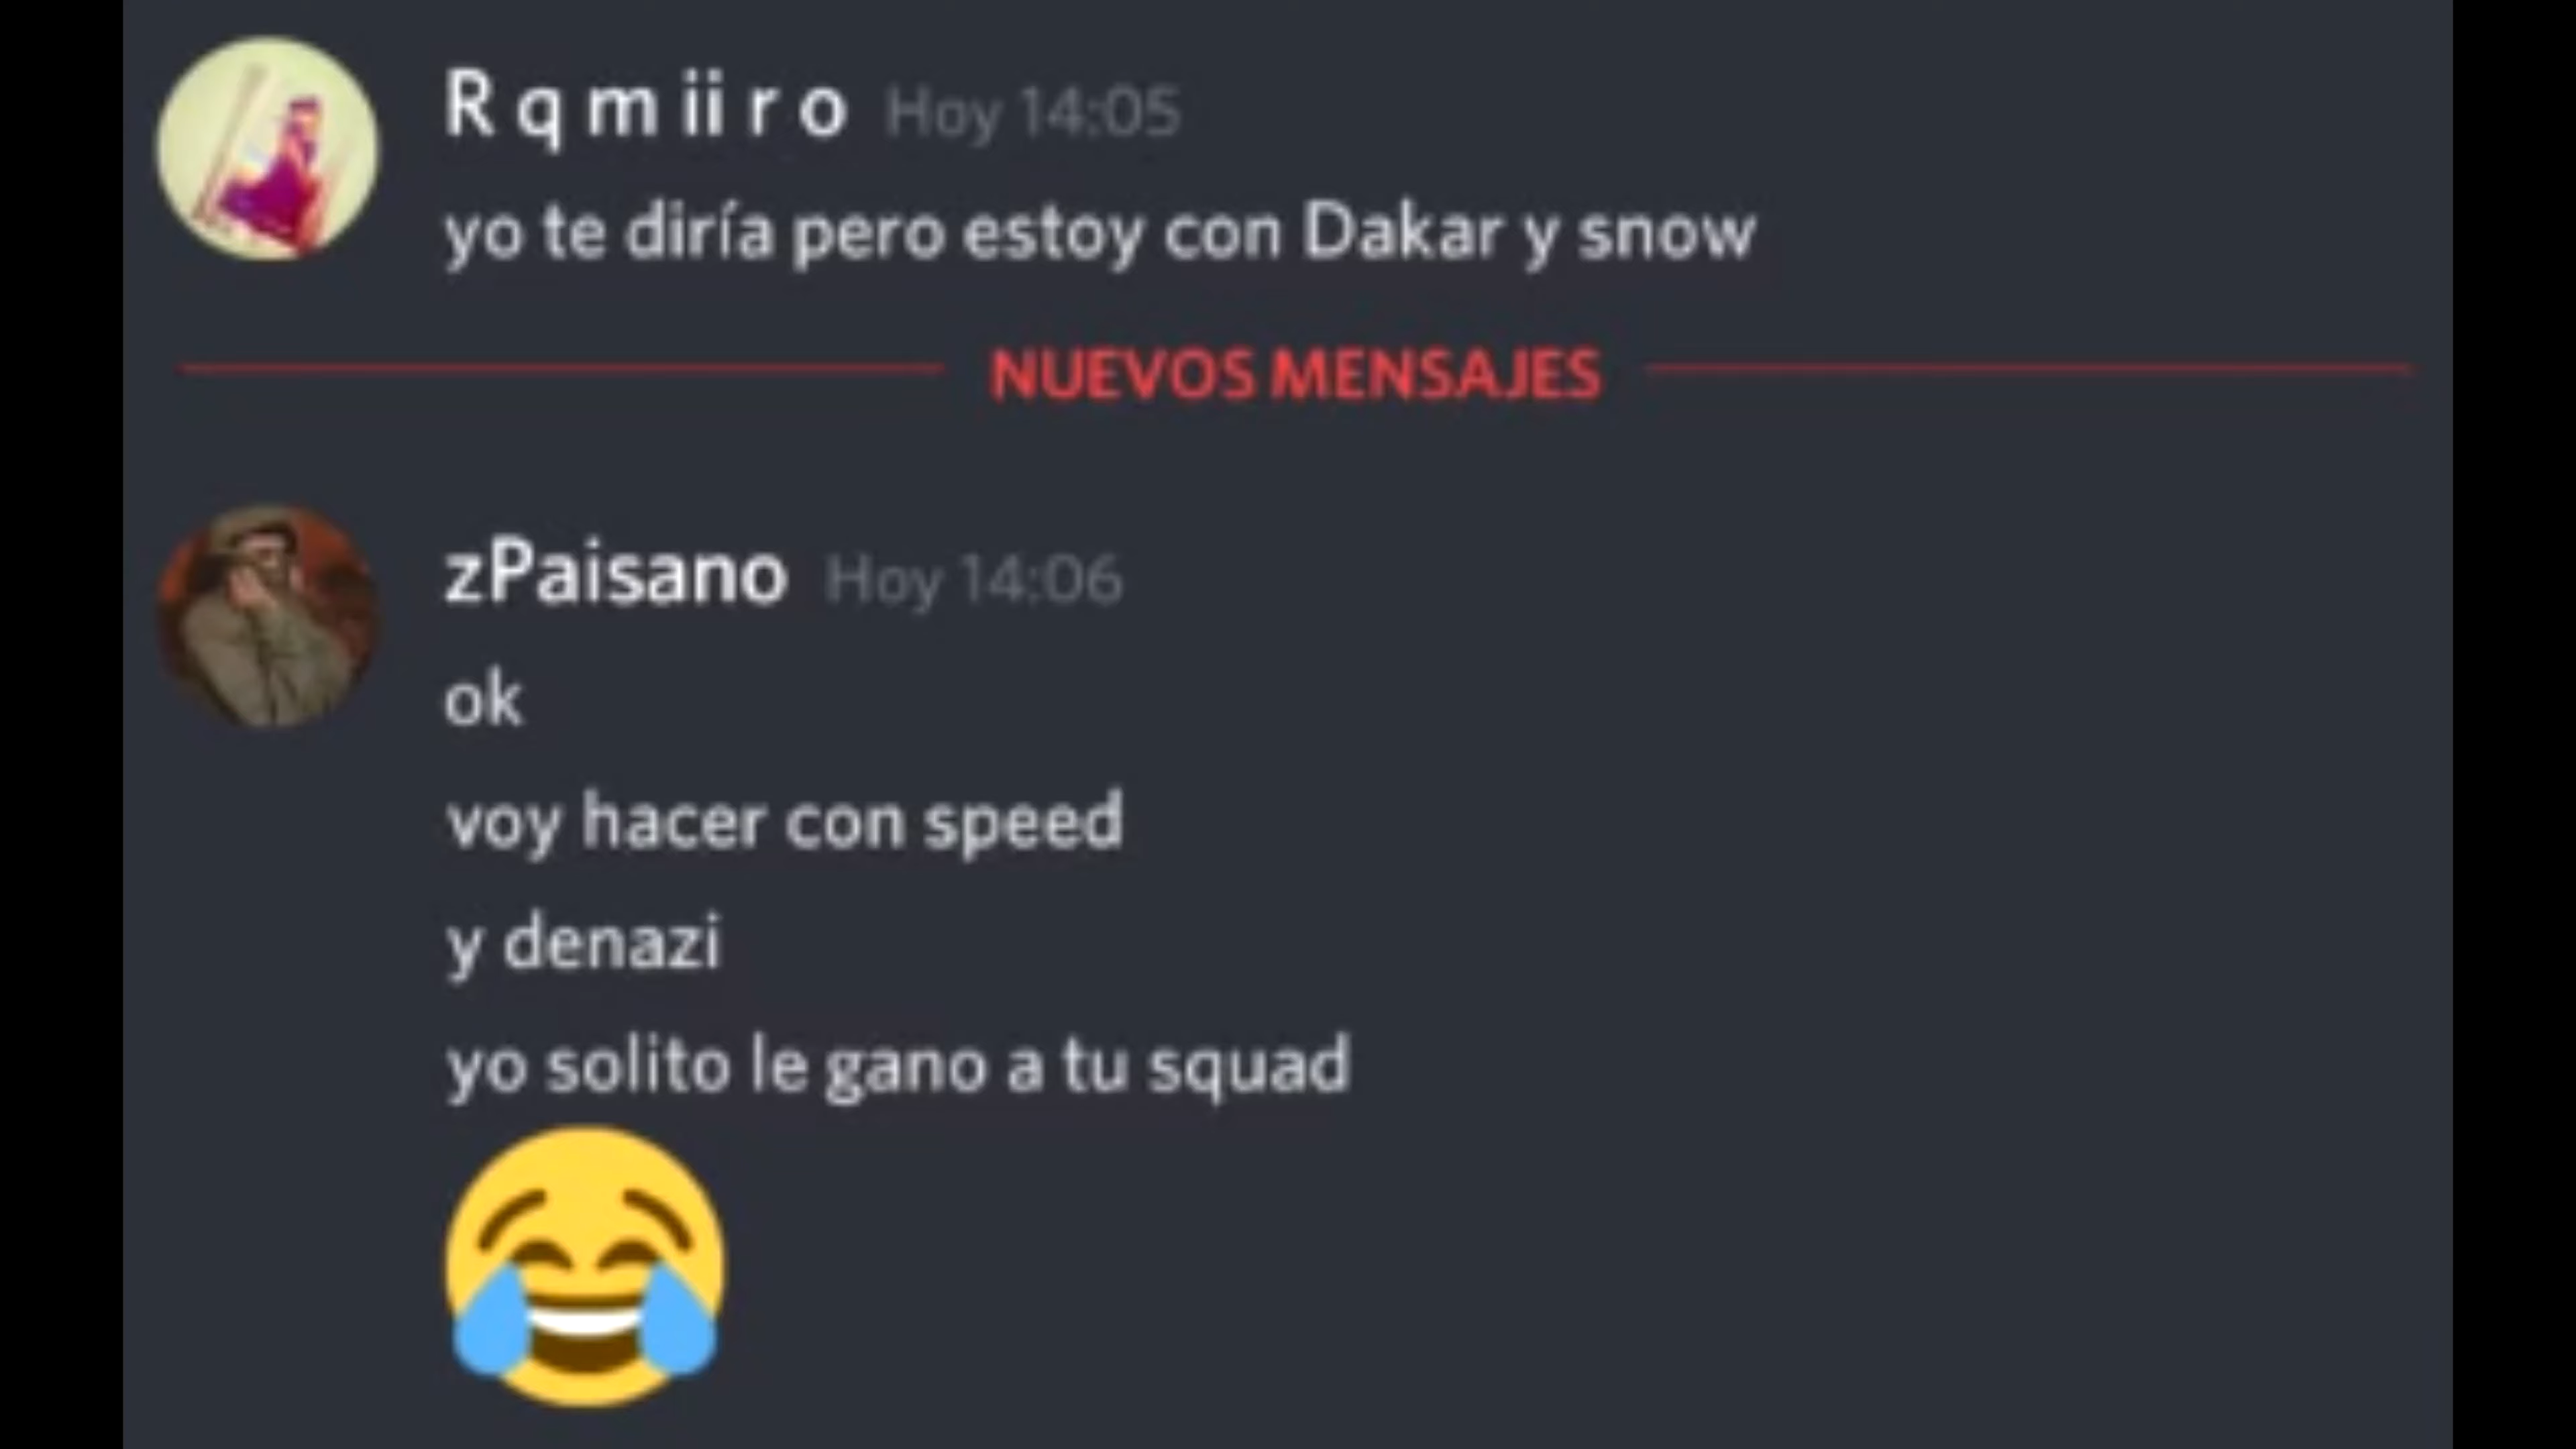 R q m ii r o Hoy 14:05
yo te diría pero estoy con Dakar y snow
NUEVOS MENSAJES
zPaisano Hoy 14:06
ok
voy hacer con speed
y denazi
yo solito le gano a tu squad